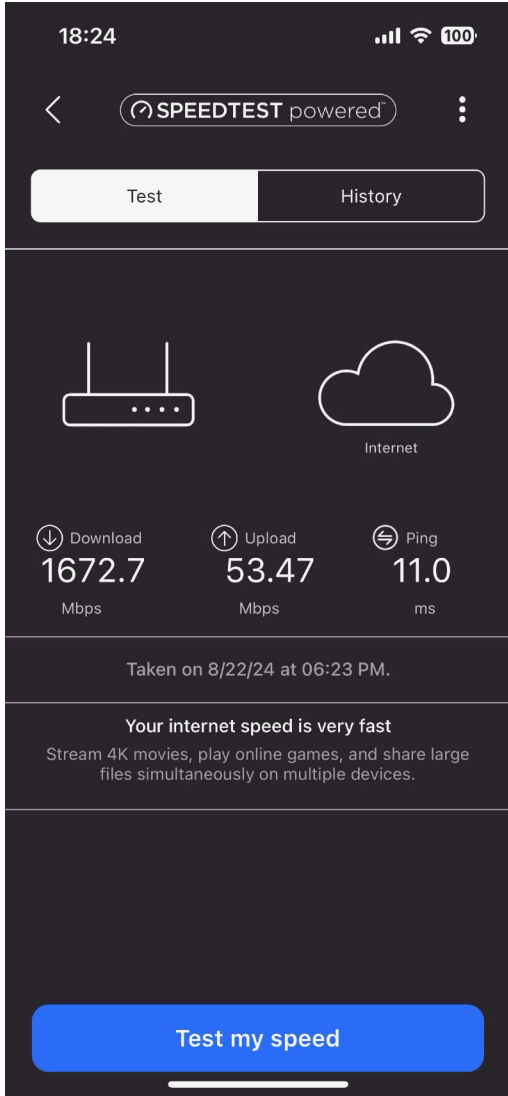 18:24
100
SPEEDTEST powered™
Test
History
Internet
Download
Upload
Ping
1672.7
53.47
11.0
Mbps
Mbps
ms
Taken on 8/22/24 at 06:23 PM.
Your internet speed is very fast
Stream 4K movies, play online games, and share large
files simultaneously on multiple devices.
Test my speed